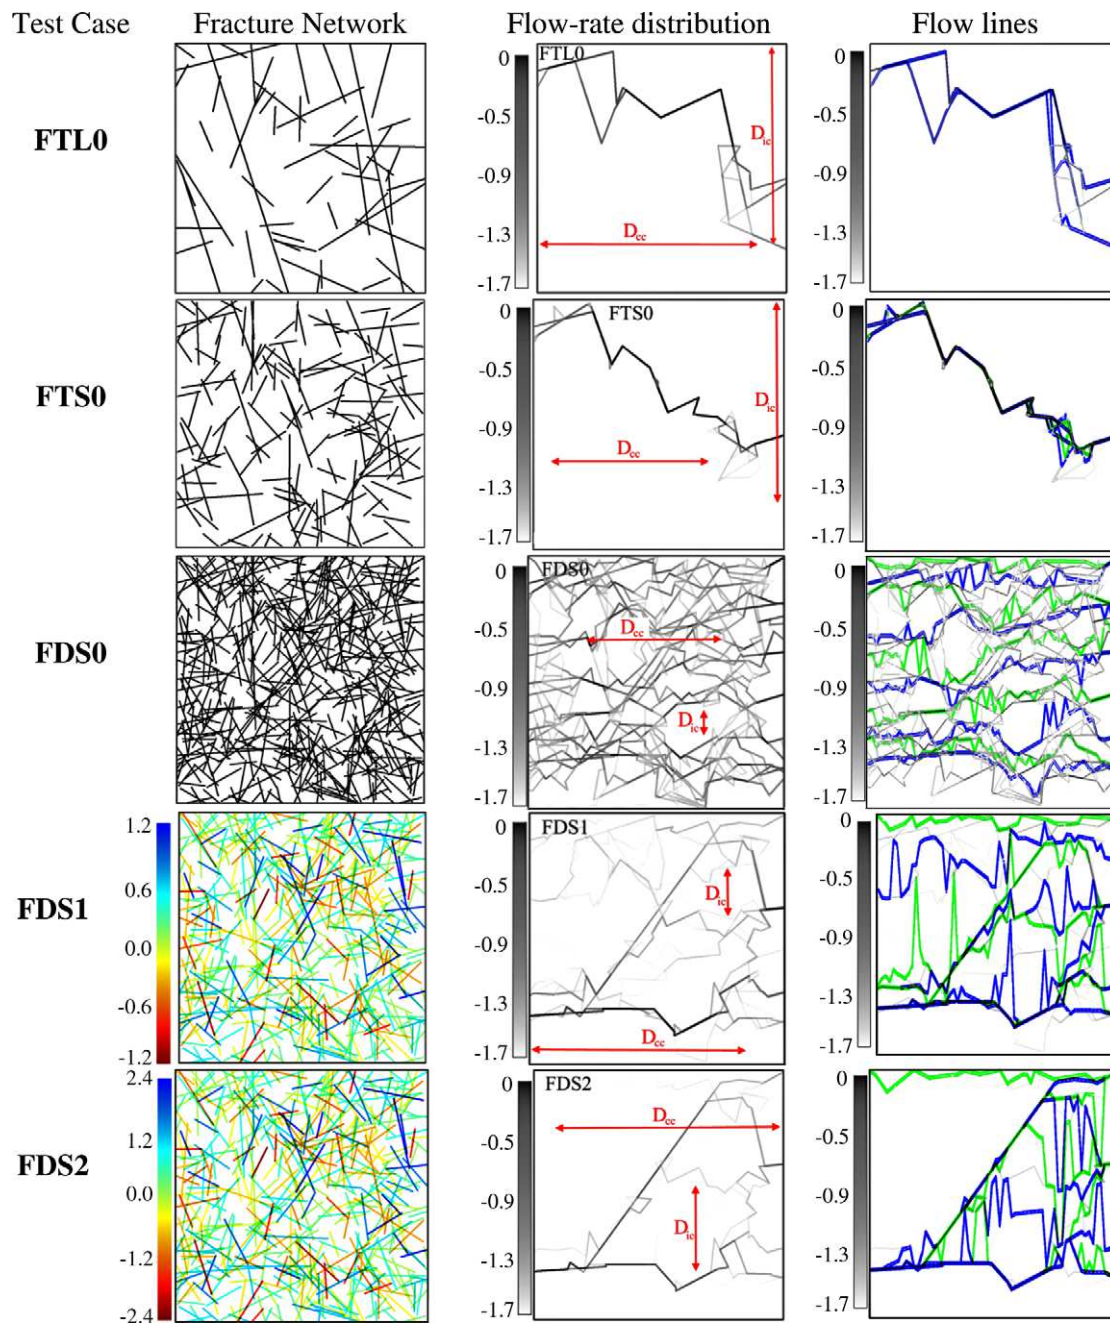 Test Case Fracture Network Flow-rate distribution Flow lines
FTL0
0
-0.5
-0.9
-1.3
-1.7
FTL0
D_ic
D_cc
0
-0.5
-0.9
-1.3
-1.7
FTS0
0
-0.5
-0.9
-1.3
-1.7
FTS0
D_ic
D_cc
0
-0.5
-0.9
-1.3
-1.7
FDS0
0
-0.5
-0.9
-1.3
-1.7
FDS0
D_cc
D_ic
0
-0.5
-0.9
-1.3
-1.7
FDS1
1.2
0.6
0.0
-0.6
-1.2
0
-0.5
-0.9
-1.3
-1.7
FDS1
D_ic
D_cc
0
-0.5
-0.9
-1.3
-1.7
FDS2
2.4
1.2
0.0
-1.2
-2.4
0
-0.5
-0.9
-1.3
-1.7
FDS2
D_cc
D_ic
0
-0.5
-0.9
-1.3
-1.7